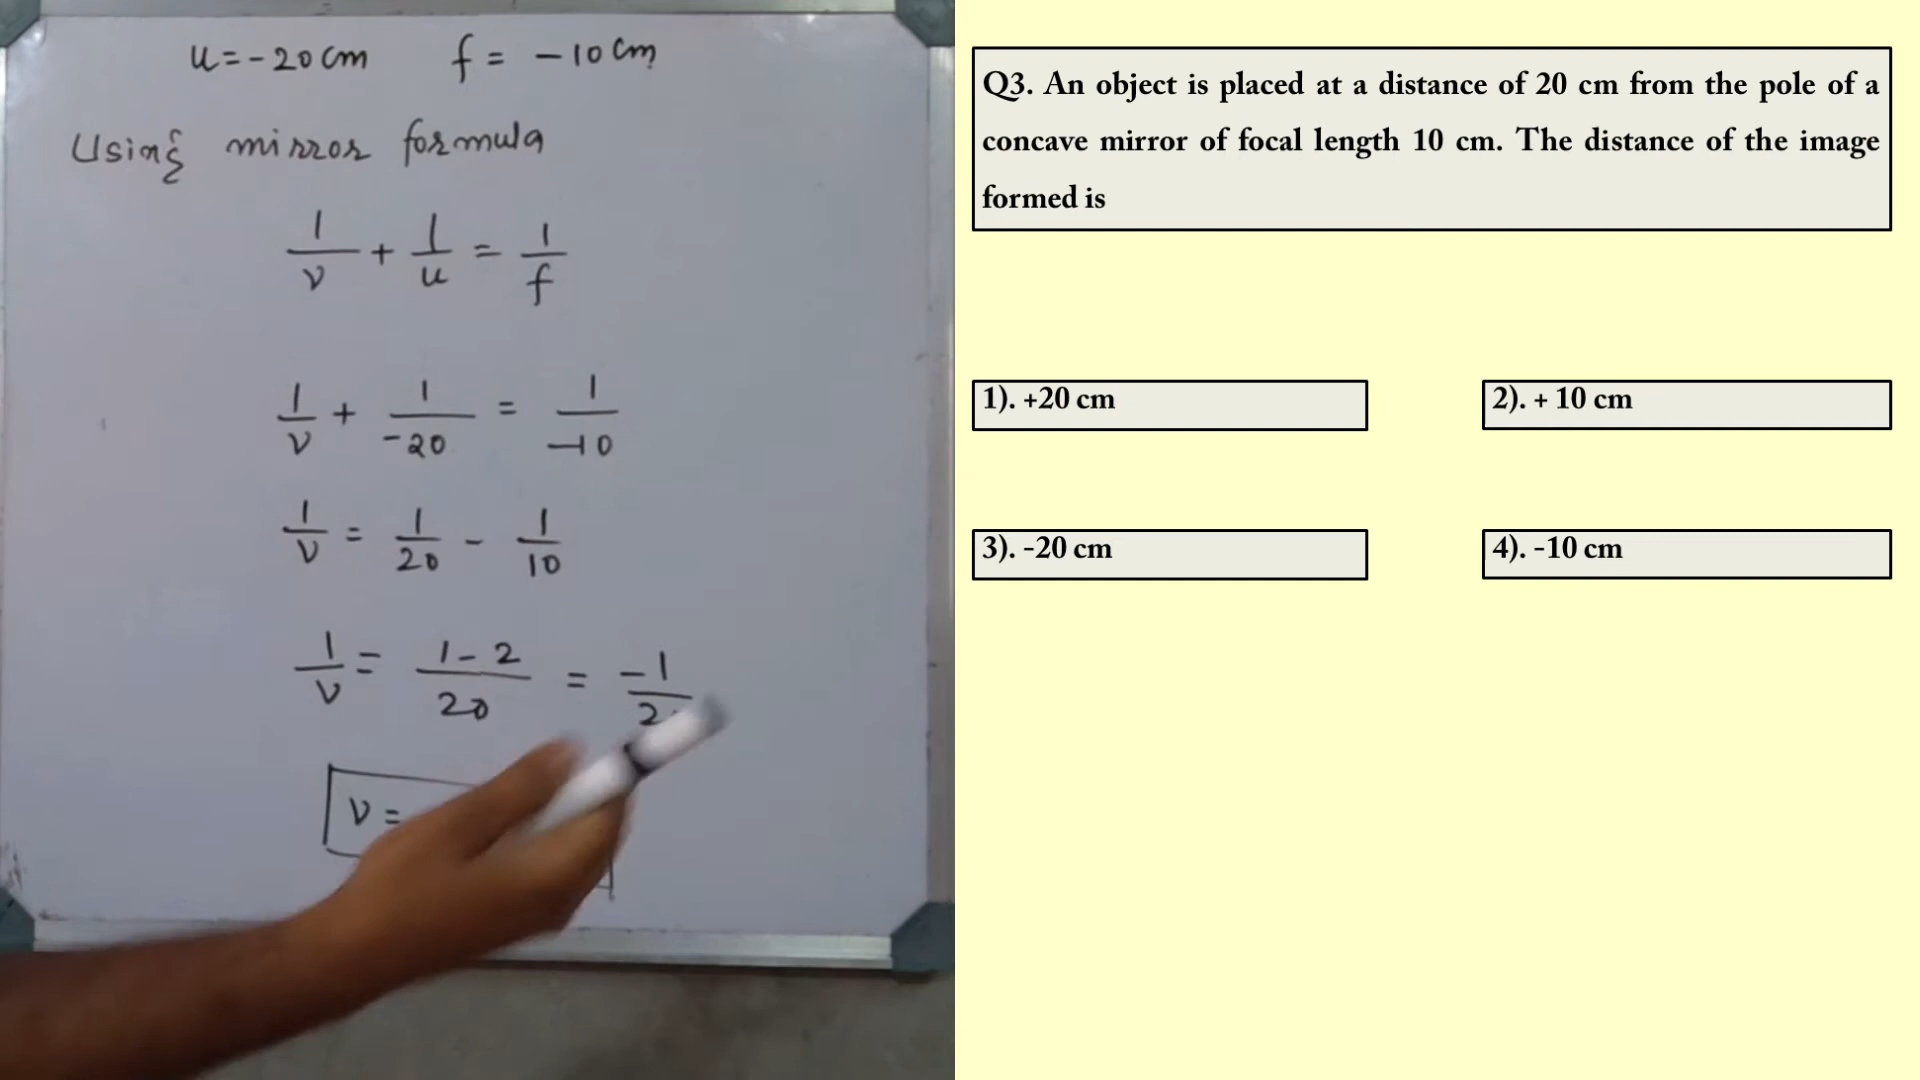 u = - 20 cm f = - 10 cm
Using mirror formula
1/v + 1/u = 1/f
1/v + 1/-20 = 1/-10
1/v = 1/20 - 1/10
1/v = 1-2/20 = -1/2
v =
Q3. An object is placed at a distance of 20 cm from the pole of a
concave mirror of focal length 10 cm. The distance of the image
formed is
1). +20 cm
2). + 10 cm
3). -20 cm
4). -10 cm